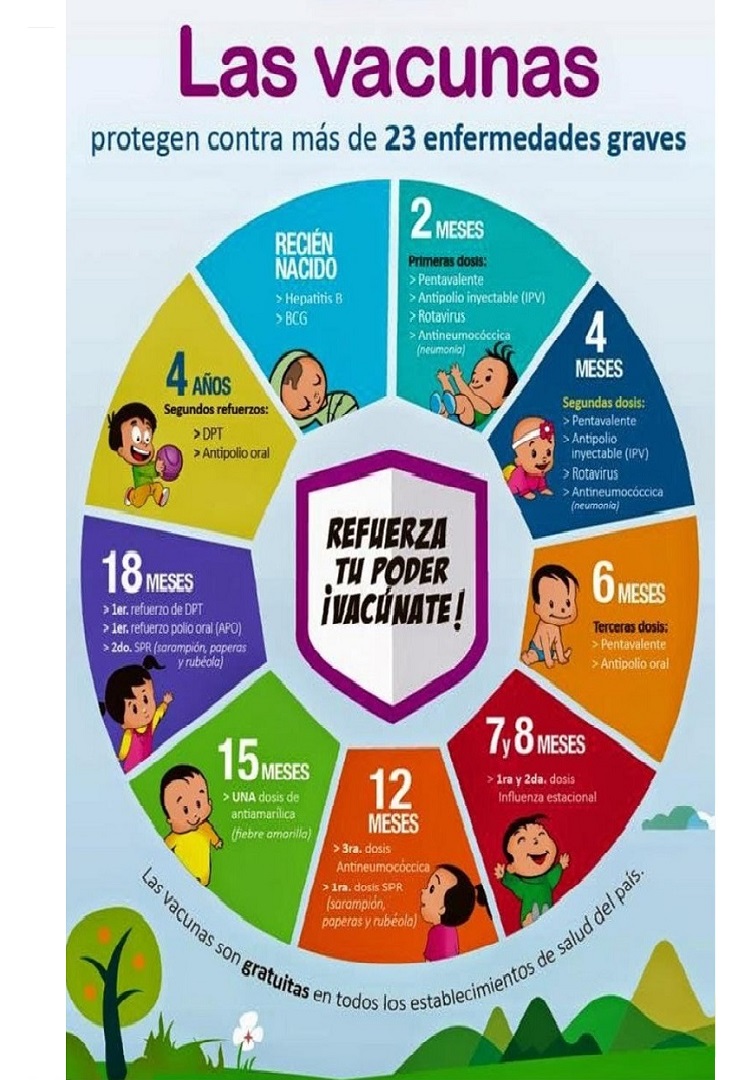 Las vacunas
protegen contra más de 23 enfermedades graves
RECIÉN
NACIDO
> Hepatitis B
> BCG
2 MESES
Primeras dosis:
> Pentavalente
> Antipolio inyectable (IPV)
> Rotavirus
> Antineumocóccica
(neumonía)
4
MESES
Segundas dosis:
> Pentavalente
> Antipolio
inyectable (IPV)
> Rotavirus
> Antineumocóccica
(neumonía)
6 MESES
Terceras dosis:
> Pentavalente
> Antipolio oral
7 y 8 MESES
> 1ra y 2da. dosis
Influenza estacional
12
MESES
> 3ra. dosis
Antineumocóccica
> 1ra. dosis SPR
(sarampión,
paperas y rubéola)
15 MESES
> UNA dosis de
antiamarílica
(fiebre amarilla)
18 MESES
> 1er. refuerzo de DPT
> 1er. refuerzo polio oral (APO)
> 2do. SPR (sarampión, paperas
y rubéola)
4 AÑOS
Segundos refuerzos:
> DPT
> Antipolio oral
REFUERZA
TU PODER
¡VACÚNATE!
Las vacunas son gratuitas en todos los establecimientos de salud del país.